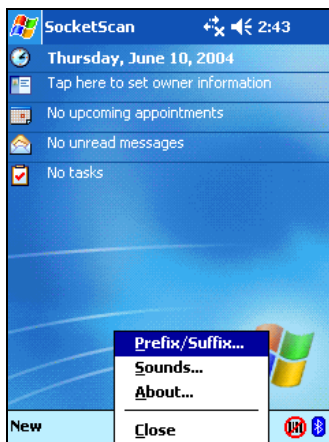 SocketScan 2:43
Thursday, June 10, 2004
Tap here to set owner information
No upcoming appointments
No unread messages
No tasks
Prefix/Suffix...
Sounds...
About...
Close
New